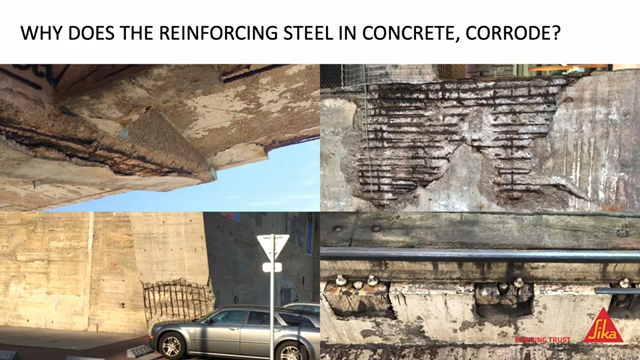 WHY DOES THE REINFORCING STEEL IN CONCRETE, CORRODE?
BUILDING TRUST
Sika